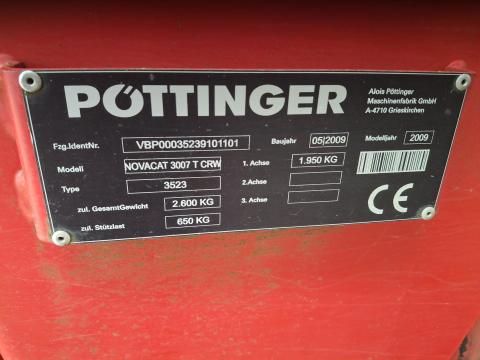 PÖTTINGER
Alois Pöttinger
Maschinenfabrik GmbH
A-4710 Grieskirchen
Fzg.IdentNr. VBP00035239101101 Baujahr 05|2009 Modelljahr 2009
Modell NOVACAT 3007 T CRW 1. Achse 1.950 KG
Type 3523 2.Achse
zul. GesamtGewicht 2.600 KG 3. Achse
zul. Stützlast 650 KG
CE